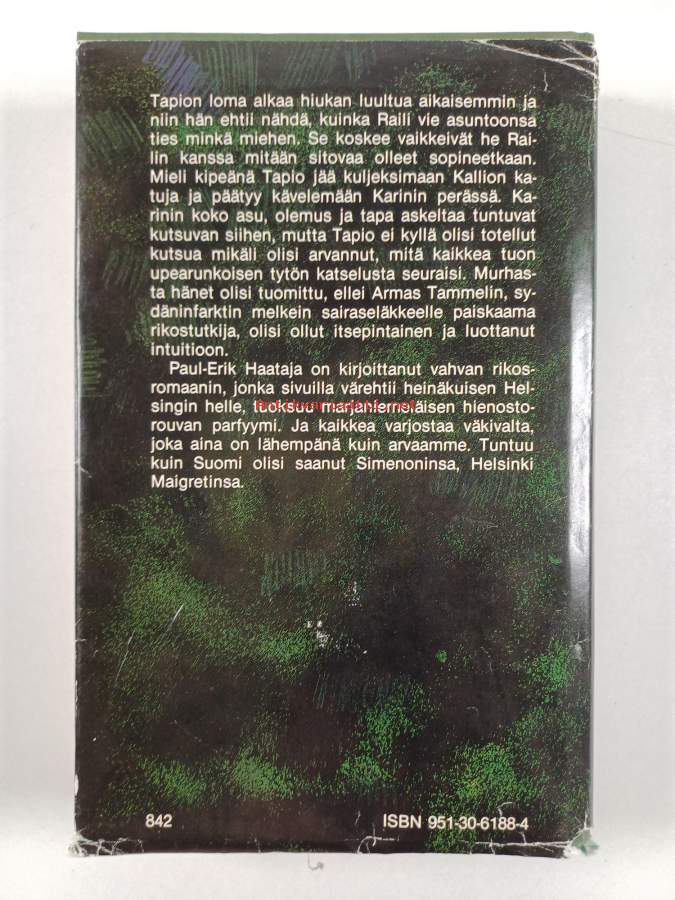 Tapion loma alkaa hiukan luultua aikaisemmin ja
niin hän ehtii nähdä, kuinka Raili vie asuntoonsa
ties minkä miehen. Se koskee vaikkeivät he Rai-
lin kanssa mitään sitovaa olleet sopineetkaan.
Mieli kipeänä Tapio jää kuljeksimaan Kallion ka-
tuja ja päätyy kävelemään Karinin perässä. Ka-
rinin koko asu, olemus ja tapa askeltaa tuntuvat
kutsuvan siihen, mutta Tapio ei kyllä olisi totellut
kutsua mikäli olisi arvannut, mitä kaikkea tuon
upearunkoisen tytön katselusta seuraisi. Murhas-
ta hänet olisi tuomittu, ellei Armas Tammelin, sy-
däninfarktin melkein sairaseläkkeelle paiskaama
rikostutkija, olisi ollut itsepintainen ja luottanut
intuitioon.
Paul-Erik Haataja on kirjoittanut vahvan rikos-
romaanin, jonka sivuilla värehtii heinäkuisen Hel-
singin helle, tuoksuu marjaniemeläisen hienosto-
rouvan parfyymi. Ja kaikkea varjostaa väkivalta,
joka aina on lähempänä kuin arvaamme. Tuntuu
kuin Suomi olisi saanut Simenoninsa, Helsinki
Maigretinsa.
842
ISBN 951-30-6188-4